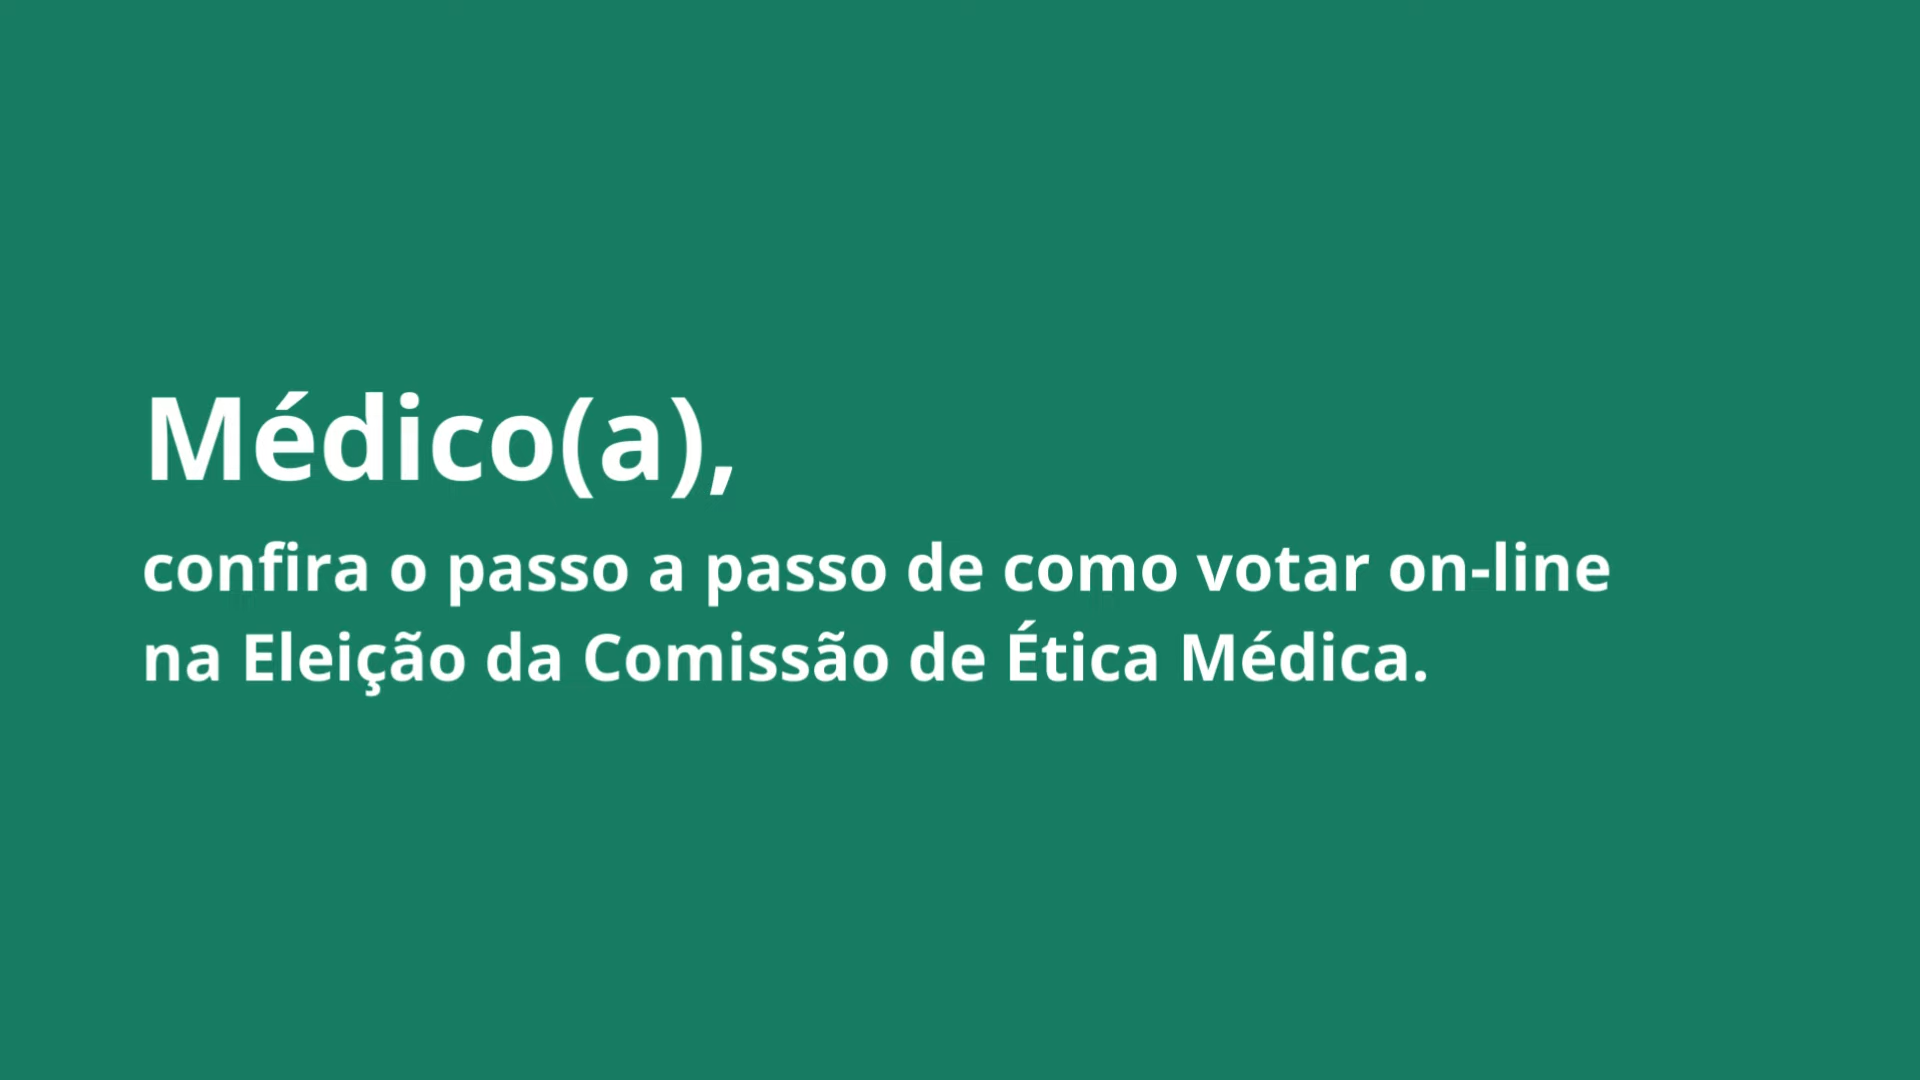 Médico(a),
confira o passo a passo de como votar on-line
na Eleição da Comissão de Ética Médica.